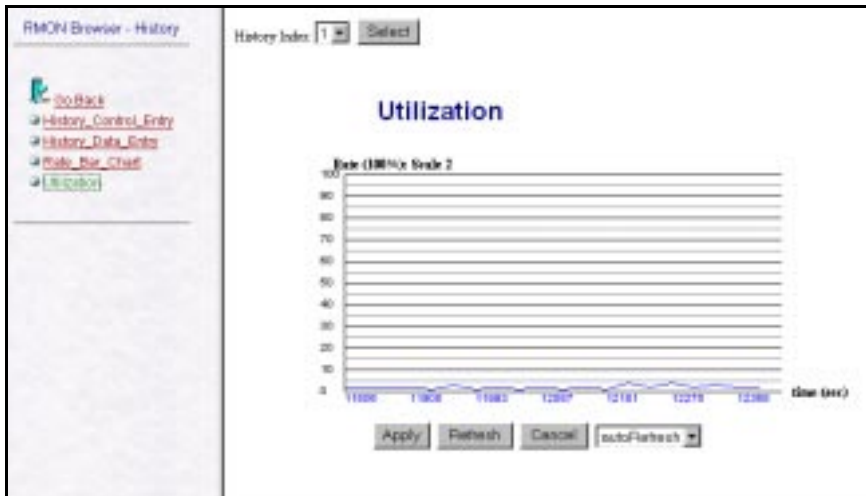 RMON Browser - History
Go Back
History_Control_Entry
History_Data_Entry
Rate_Bar_Chart
Utilization
History Index 1 Select
Utilization
Rate (100%): Scale 2
100
90
80
70
60
50
40
30
20
10
0
time (sec)
Apply Refresh Cancel autoRefresh